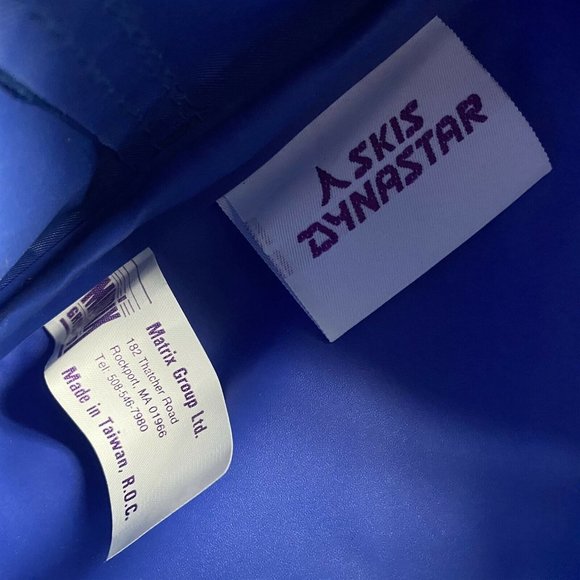 SKIS
DYNASTAR
Matrix Group Ltd.
182 Thatcher Road
Rockport, MA 01966
Tel: 508-546-7980
Made in Taiwan, R.O.C.